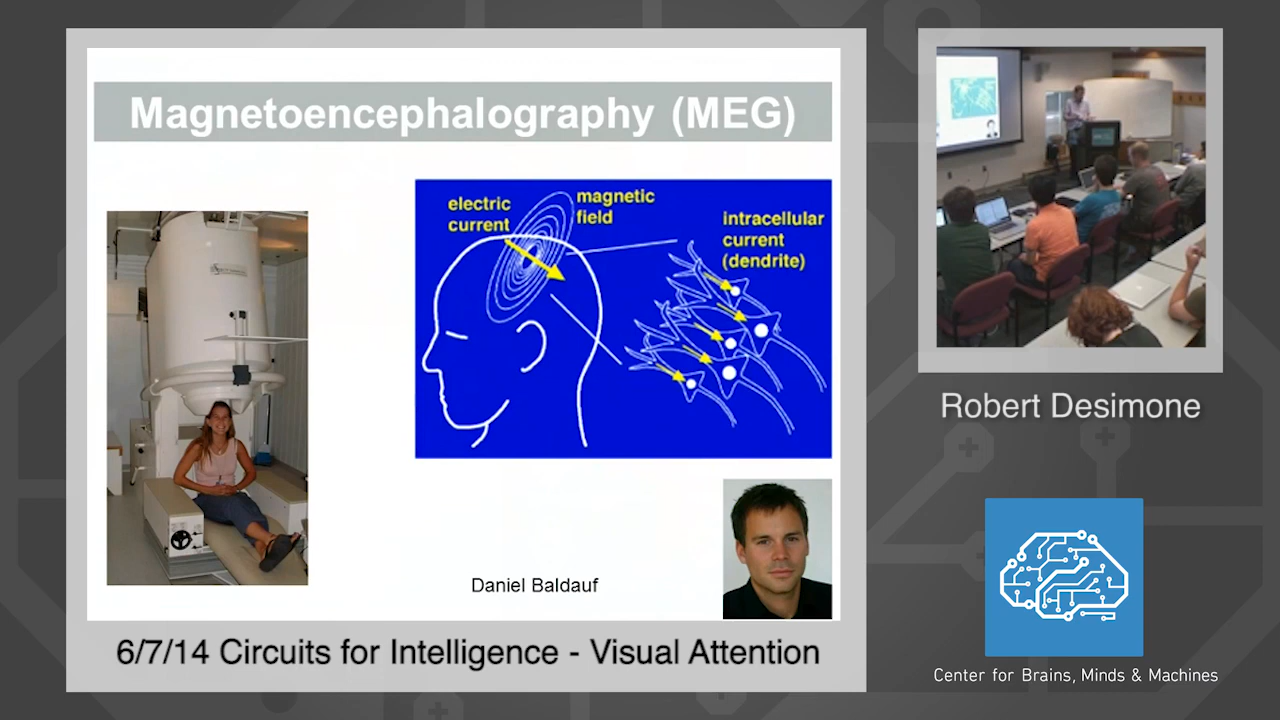 Magnetoencephalography (MEG)
electric
current
magnetic
field
intracellular
current
(dendrite)
Daniel Baldauf
6/7/14 Circuits for Intelligence - Visual Attention
Robert Desimone
Center for Brains, Minds & Machines